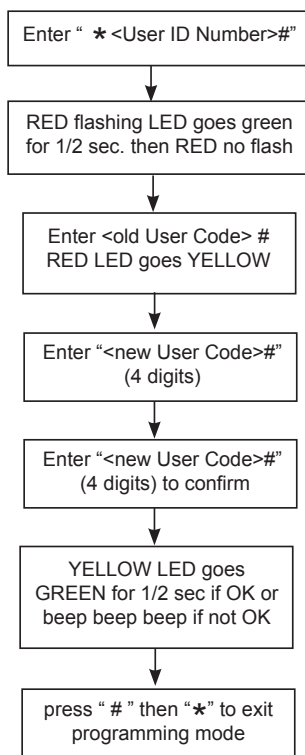 Enter “ * <User ID Number>#”
RED flashing LED goes green
for 1/2 sec. then RED no flash
Enter <old User Code> #
RED LED goes YELLOW
Enter “<new User Code>#”
(4 digits)
Enter “<new User Code>#”
(4 digits) to confirm
YELLOW LED goes
GREEN for 1/2 sec if OK or
beep beep beep if not OK
press “ # ” then “*” to exit
programming mode